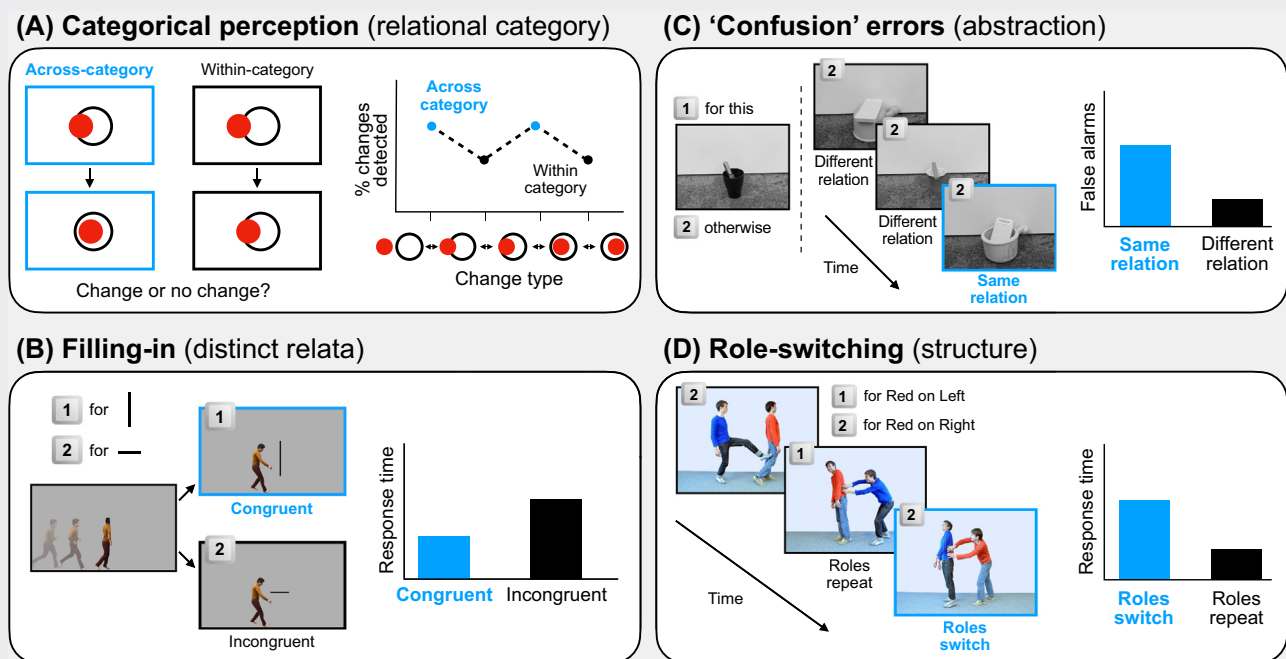 (A) Categorical perception (relational category)
Across-category
Within-category
Change or no change?
% changes
detected
Across
category
Within
category
Change type
(B) Filling-in (distinct relata)
1 for
2 for
1
Congruent
2
Incongruent
Response time
Congruent
Incongruent
(C) ‘Confusion’ errors (abstraction)
1 for this
2 otherwise
2
Different
relation
2
Different
relation
2
Same
relation
Time
False alarms
Same
relation
Different
relation
(D) Role-switching (structure)
2
1 for Red on Left
2 for Red on Right
1
Roles
repeat
2
Roles
switch
Time
Response time
Roles
switch
Roles
repeat